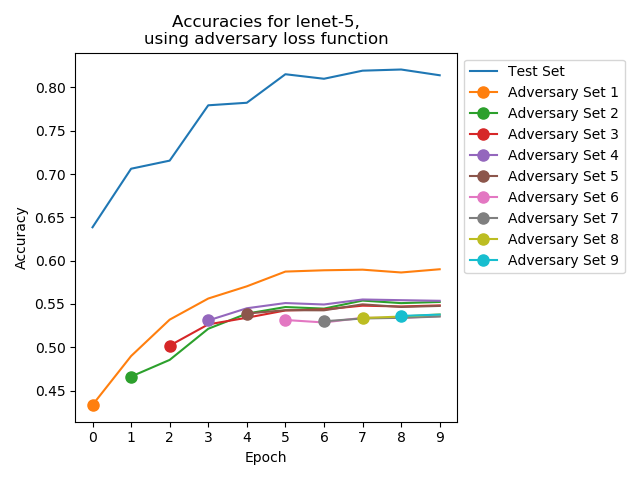 Accuracies for lenet-5,
using adversary loss function
Accuracy
0.80
0.75
0.70
0.65
0.60
0.55
0.50
0.45
0 1 2 3 4 5 6 7 8 9
Epoch
Test Set
Adversary Set 1
Adversary Set 2
Adversary Set 3
Adversary Set 4
Adversary Set 5
Adversary Set 6
Adversary Set 7
Adversary Set 8
Adversary Set 9